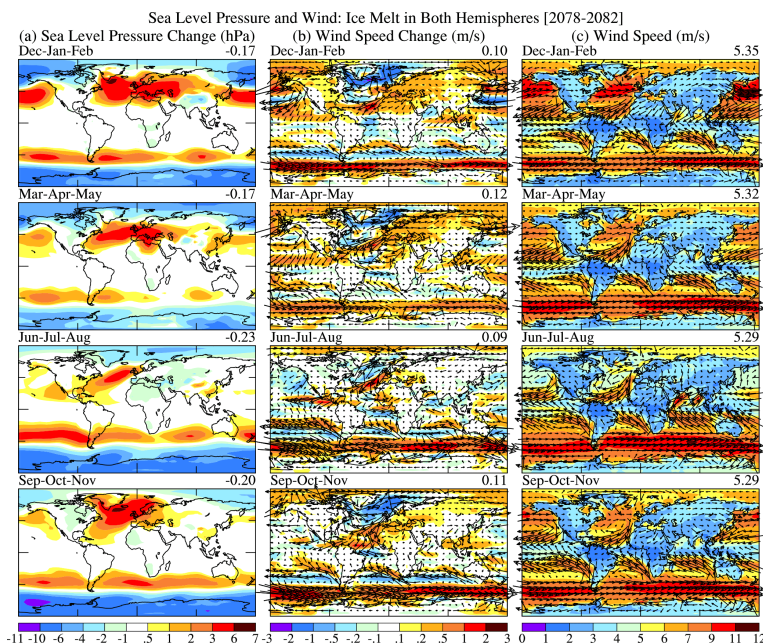 Sea Level Pressure and Wind: Ice Melt in Both Hemispheres [2078-2082]
(a) Sea Level Pressure Change (hPa) (b) Wind Speed Change (m/s) (c) Wind Speed (m/s)
Dec-Jan-Feb -0.17 Dec-Jan-Feb 0.10 Dec-Jan-Feb 5.35
Mar-Apr-May -0.17 Mar-Apr-May 0.12 Mar-Apr-May 5.32
Jun-Jul-Aug -0.23 Jun-Jul-Aug 0.09 Jun-Jul-Aug 5.29
Sep-Oct-Nov -0.20 Sep-Oct-Nov 0.11 Sep-Oct-Nov 5.29
-11 -10 -6 -4 -2 -1 .5 1 2 3 6 7 -3 -2 -1 -.5 -.2 -.1 .1 .2 .5 1 2 3 0 1 2 4 5 6 7 9 11 12